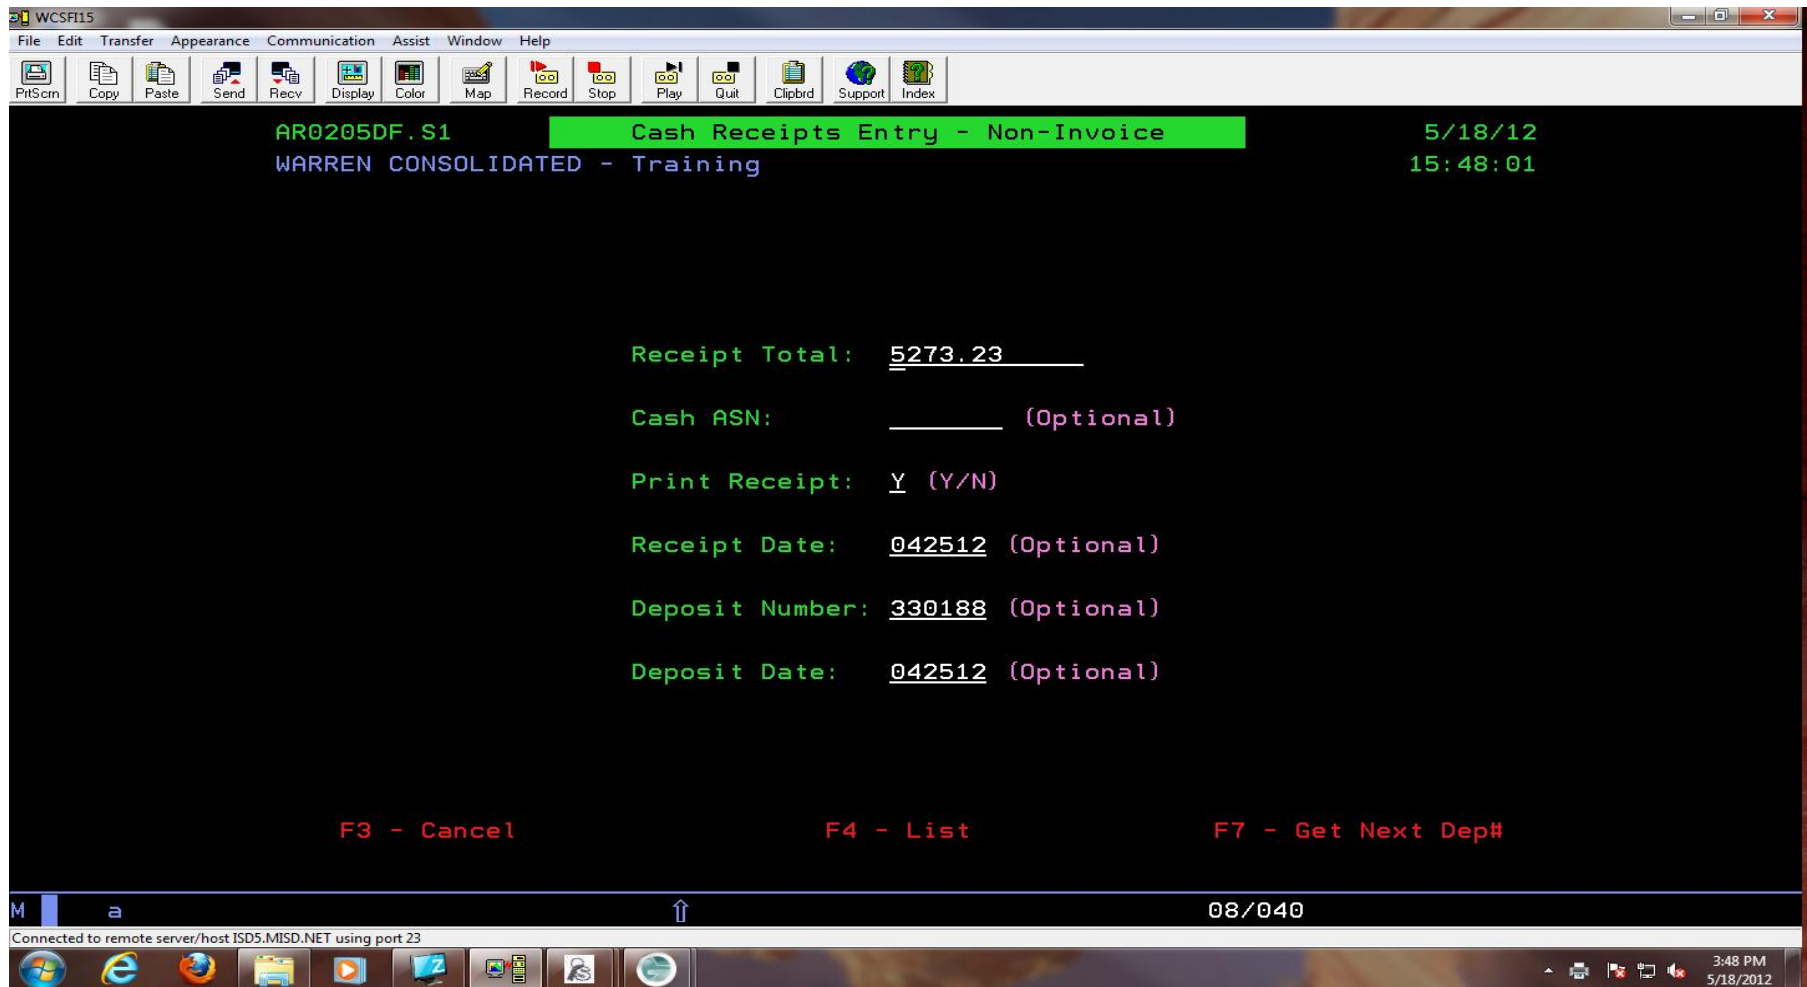 WCSFI15
File Edit Transfer Appearance Communication Assist Window Help
PrtScrn Copy Paste Send Recv Display Color Map Record Stop Play Quit Clipbrd Support Index
AR0205DF.S1 Cash Receipts Entry - Non-Invoice 5/18/12
WARREN CONSOLIDATED - Training 15:48:01
Receipt Total: 5273.23
Cash ASN: (Optional)
Print Receipt: Y (Y/N)
Receipt Date: 042512 (Optional)
Deposit Number: 330188 (Optional)
Deposit Date: 042512 (Optional)
F3 - Cancel F4 - List F7 - Get Next Dep#
M a 08/040
Connected to remote server/host ISD5.MISD.NET using port 23
3:48 PM
5/18/2012